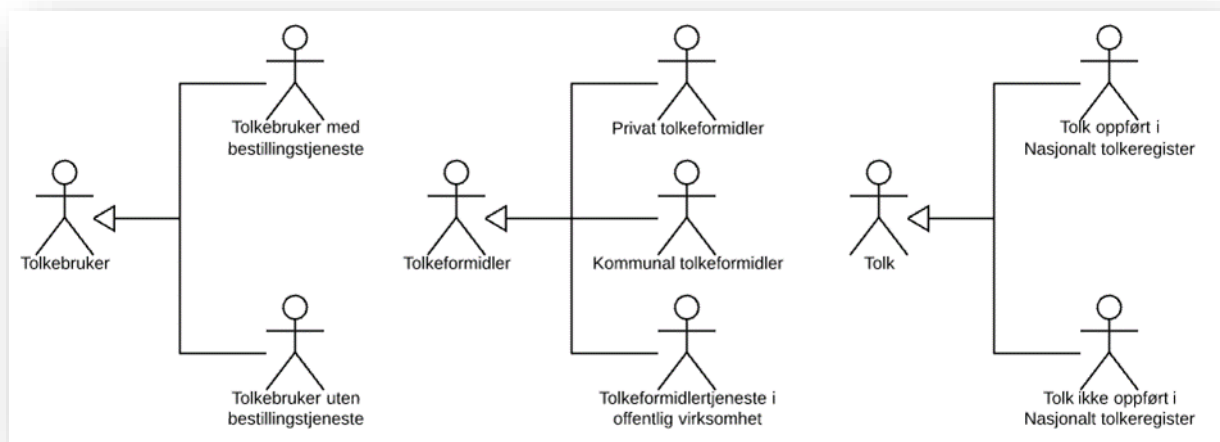 Tolkebruker med
bestillingstjeneste
Tolkebruker
Tolkebruker uten
bestillingstjeneste
Privat tolkeformidler
Tolkeformidler
Kommunal tolkeformidler
Tolkeformidlertjeneste i
offentlig virksomhet
Tolk oppført i
Nasjonalt tolkeregister
Tolk
Tolk ikke oppført i
Nasjonalt tolkeregister